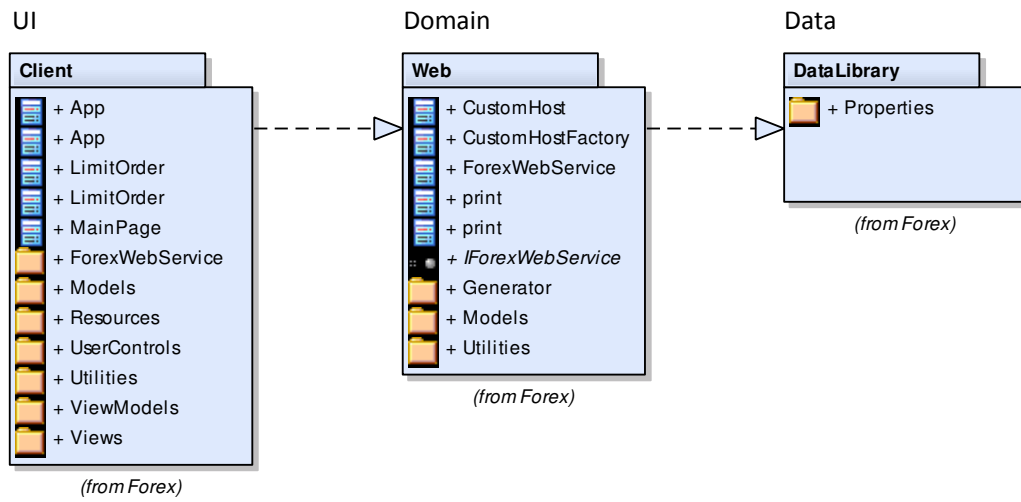 UI
Domain
Data
Client
+ App
+ App
+ LimitOrder
+ LimitOrder
+ MainPage
+ ForexWebService
+ Models
+ Resources
+ UserControls
+ Utilities
+ ViewModels
+ Views
(from Forex)
Web
+ CustomHost
+ CustomHostFactory
+ ForexWebService
+ print
+ print
+ IForexWebService
+ Generator
+ Models
+ Utilities
(from Forex)
DataLibrary
+ Properties
(from Forex)